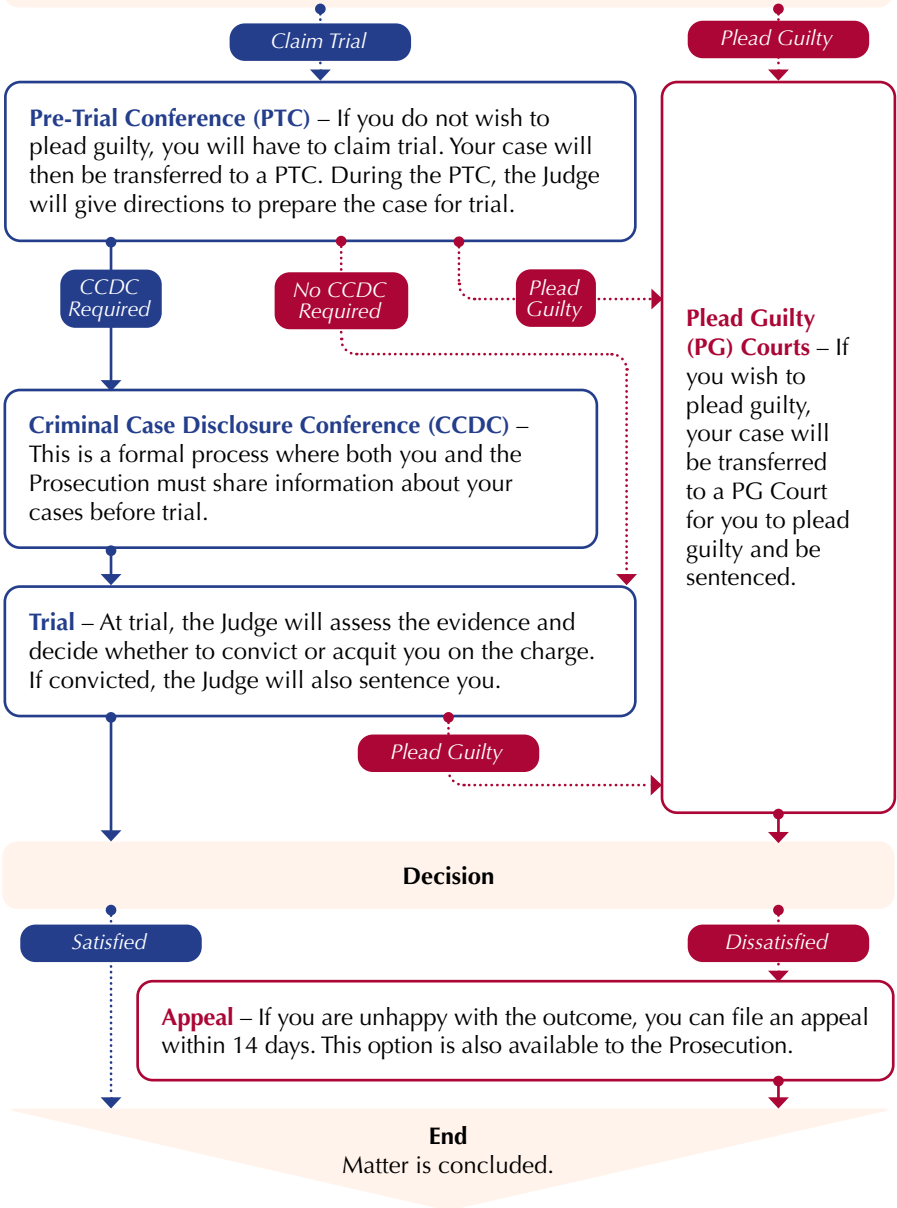 Claim Trial
Plead Guilty
Pre-Trial Conference (PTC) – If you do not wish to
plead guilty, you will have to claim trial. Your case will
then be transferred to a PTC. During the PTC, the Judge
will give directions to prepare the case for trial.
CCDC
Required
No CCDC
Required
Plead
Guilty
Plead Guilty
(PG) Courts – If
you wish to
plead guilty,
your case will
be transferred
to a PG Court
for you to plead
guilty and be
sentenced.
Criminal Case Disclosure Conference (CCDC) –
This is a formal process where both you and the
Prosecution must share information about your
cases before trial.
Trial – At trial, the Judge will assess the evidence and
decide whether to convict or acquit you on the charge.
If convicted, the Judge will also sentence you.
Plead Guilty
Decision
Satisfied
Dissatisfied
Appeal – If you are unhappy with the outcome, you can file an appeal
within 14 days. This option is also available to the Prosecution.
End
Matter is concluded.